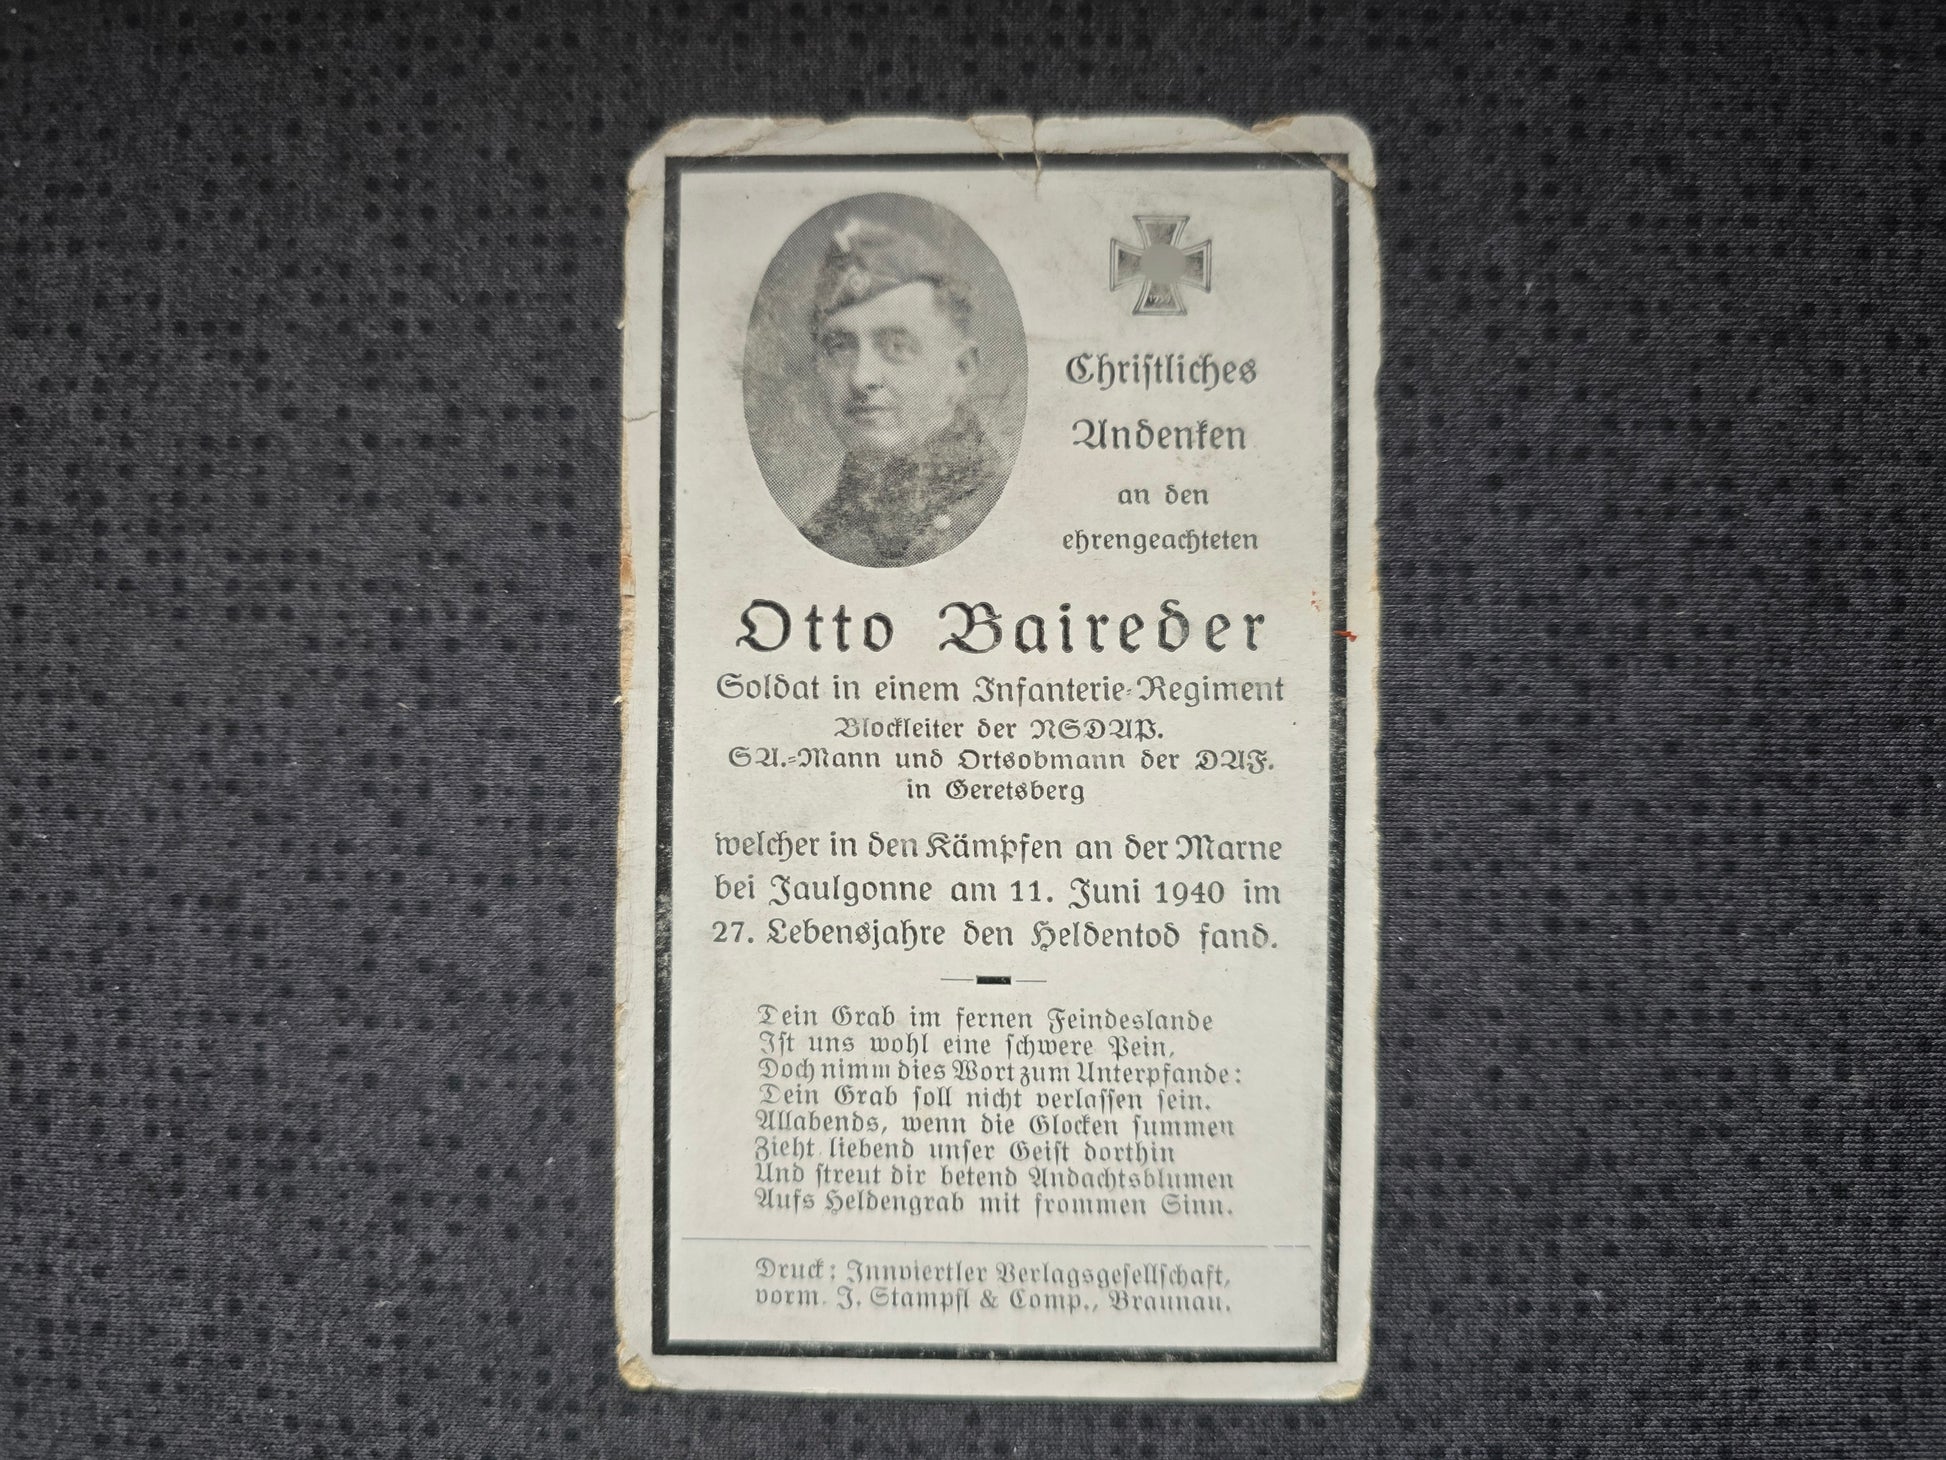 1939
Christliches
Andenken
an den
ehrengeachteten
Otto Baireder
Soldat in einem Infanterie-Regiment
Blockleiter der NSDAP.
SA.-Mann und Ortsobmann der DAF.
in Geretsberg
welcher in den Kämpfen an der Marne
bei Jaulgonne am 11. Juni 1940 im
27. Lebensjahre den Heldentod fand.
Dein Grab im fernen Feindeslande
Ist uns wohl eine schwere Pein,
Doch nimm dies Wort zum Unterpfande:
Dein Grab soll nicht verlassen sein.
Allabends, wenn die Glocken summen
Zieht liebend unser Geist dorthin
Und streut dir betend Andachtsblumen
Aufs Heldengrab mit frommen Sinn.
Druck: Innviertler Verlagsgesellschaft,
vorm. J. Stampfl & Comp., Braunau.